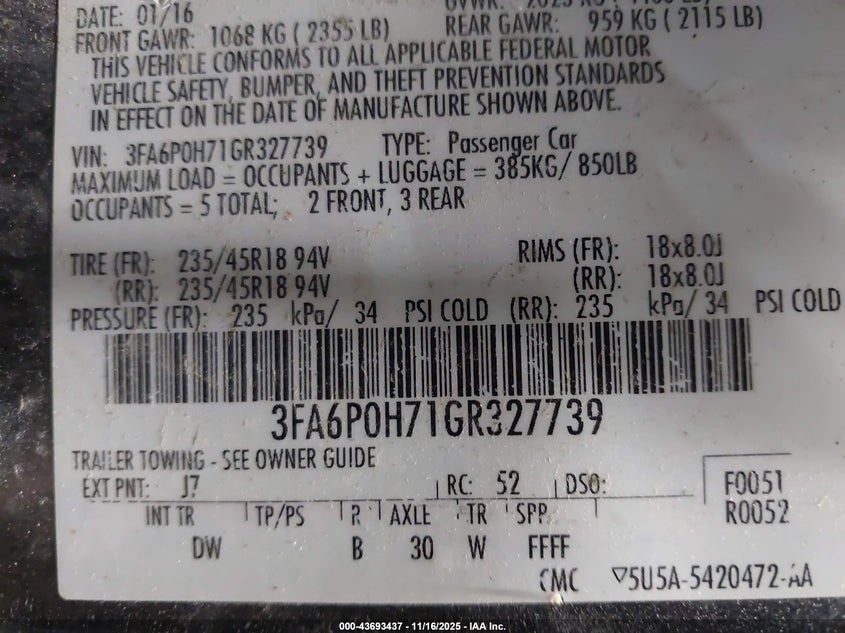 DATE: 01/16
FRONT GAWR: 1068 KG ( 2355 LB) REAR GAWR: 959 KG ( 2115 LB)
THIS VEHICLE CONFORMS TO ALL APPLICABLE FEDERAL MOTOR
VEHICLE SAFETY, BUMPER, AND THEFT PREVENTION STANDARDS
IN EFFECT ON THE DATE OF MANUFACTURE SHOWN ABOVE.
VIN: 3FA6P0H71GR327739 TYPE: Passenger Car
MAXIMUM LOAD = OCCUPANTS + LUGGAGE = 385KG/ 850LB
OCCUPANTS = 5 TOTAL; 2 FRONT, 3 REAR
TIRE (FR): 235/45R18 94V RIMS (FR): 18x8.0J
(RR): 235/45R18 94V (RR): 18x8.0J
PRESSURE (FR): 235 kPa/ 34 PSI COLD (RR): 235 kPa/ 34 PSI COLD
3FA6P0H71GR327739
TRAILER TOWING - SEE OWNER GUIDE
EXT PNT: J7 RC: 52 DSO: F0051
INT TR TP/PS R AXLE TR SPR R0052
DW B 30 W FFFF
CMC ▽5U5A-5420472-AA
000-43693437 - 11/16/2025 - IAA Inc.